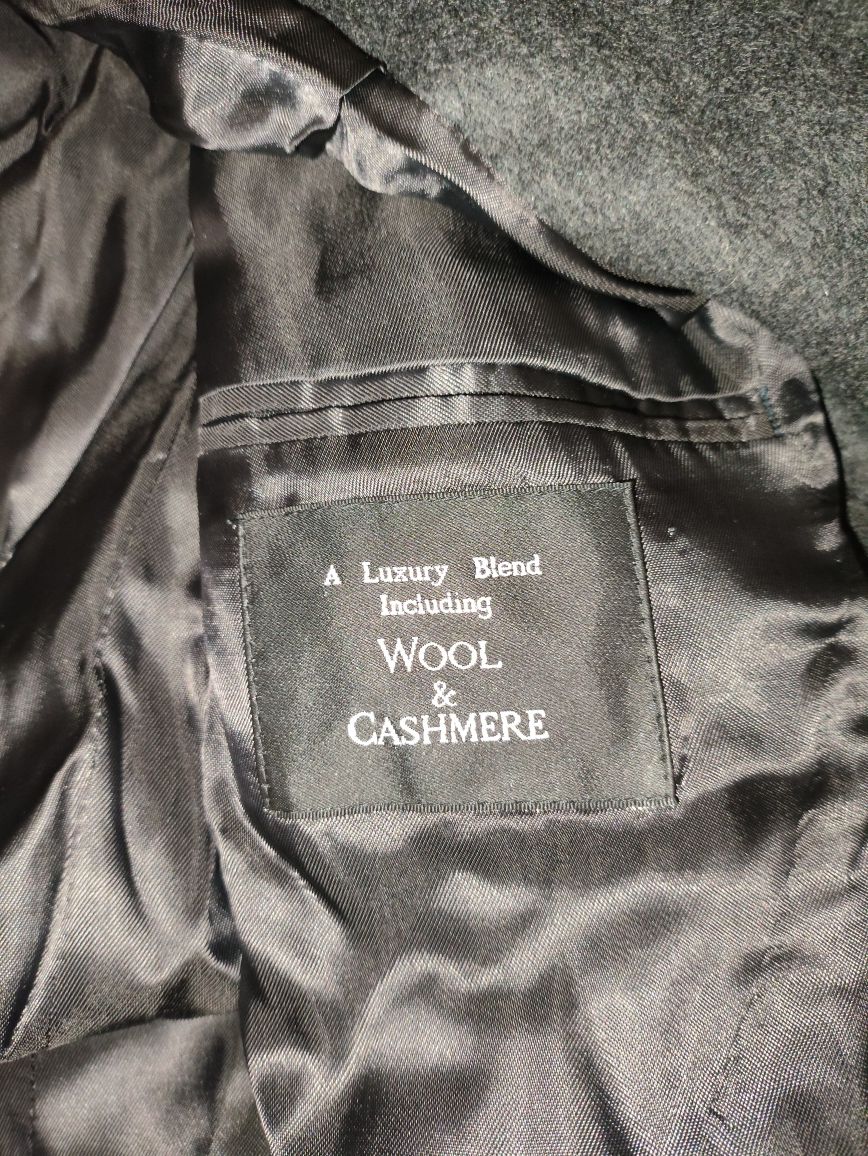 A Luxury Blend
Including
WOOL
&
CASHMERE